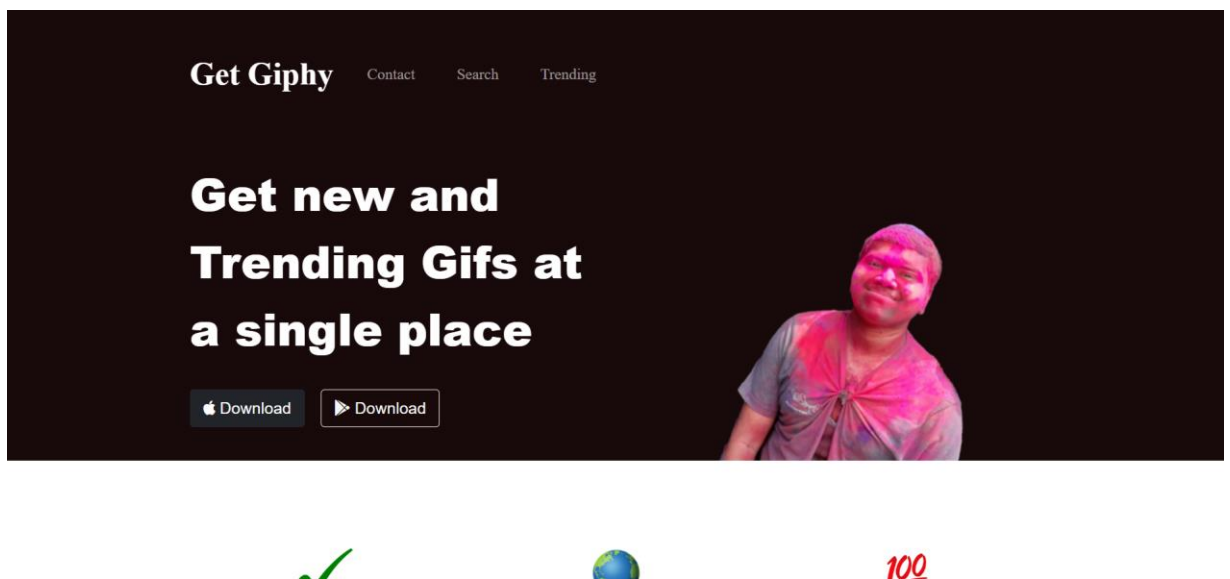 Get Giphy Contact Search Trending
Get new and
Trending Gifs at
a single place
Download Download
100